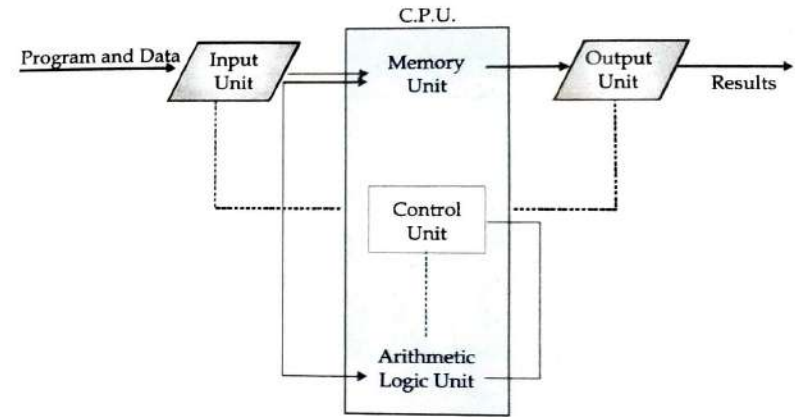 C.P.U.
Program and Data
Input
Unit
Memory
Unit
Output
Unit
Results
Control
Unit
Arithmetic
Logic Unit